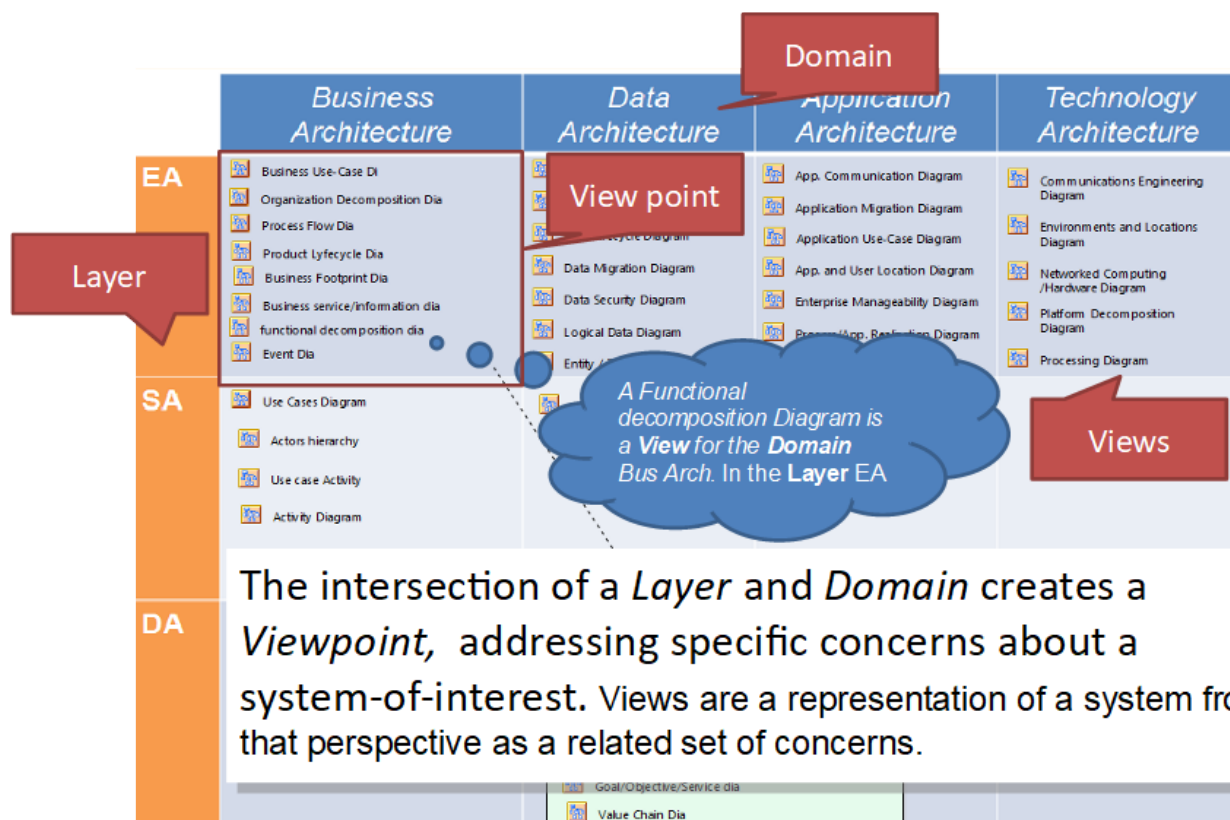 Domain
Business
Architecture
Data
Architecture
Application
Architecture
Technology
Architecture
EA
Business Use-Case Di
Organization Decomposition Dia
Process Flow Dia
Product Lyfecycle Dia
Business Footprint Dia
Business service/information dia
functional decomposition dia
Event Dia
View point
Diagram
Data Migration Diagram
Data Security Diagram
Logical Data Diagram
Entity /
App. Communication Diagram
Application Migration Diagram
Application Use-Case Diagram
App. and User Location Diagram
Enterprise Manageability Diagram
Process/App. Realization Diagram
Communications Engineering
Diagram
Environments and Locations
Diagram
Networked Computing
/Hardware Diagram
Platform Decomposition
Diagram
Processing Diagram
Layer
SA
Use Cases Diagram
Actors hierarchy
Use case Activity
Activity Diagram
A Functional
decomposition Diagram is
a View for the Domain
Bus Arch. In the Layer EA
Views
DA
The intersection of a Layer and Domain creates a
Viewpoint, addressing specific concerns about a
system-of-interest. Views are a representation of a system
that perspective as a related set of concerns.
Goal/Objective/Service dia
Value Chain Dia